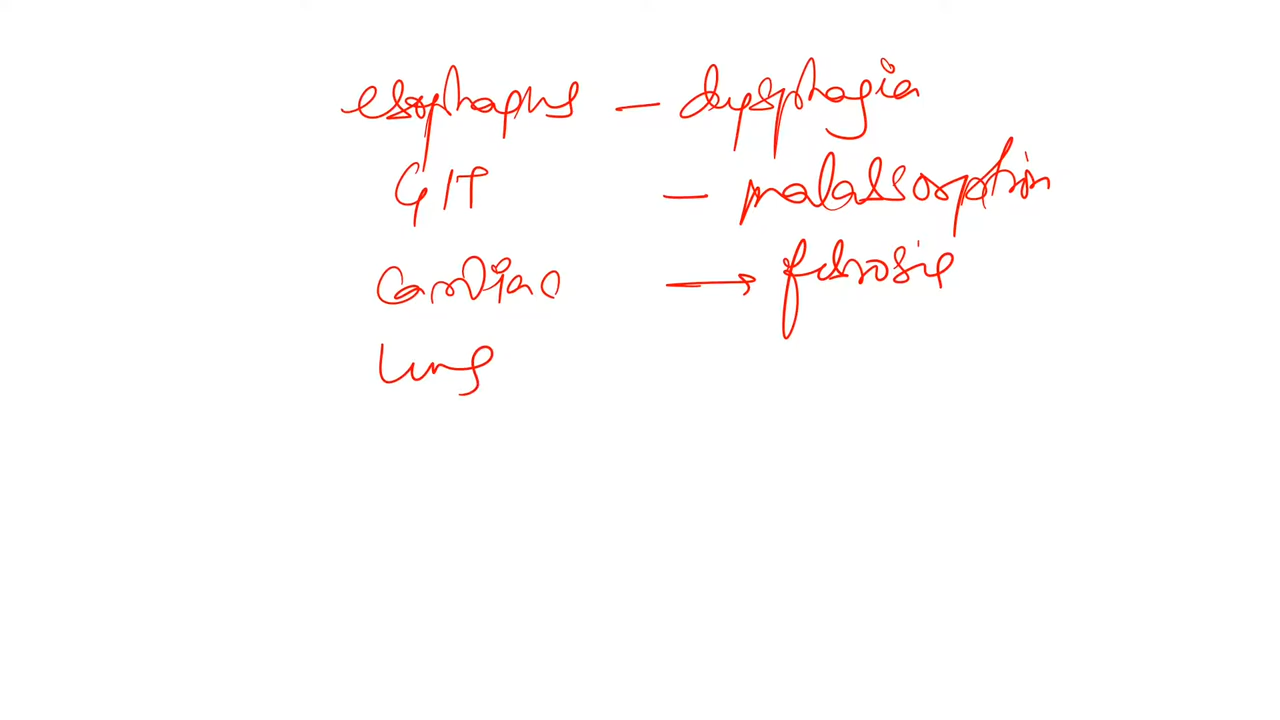 esophagus – dysphagia
GIT – malabsorption
Cardiac → fibrosis
Lung